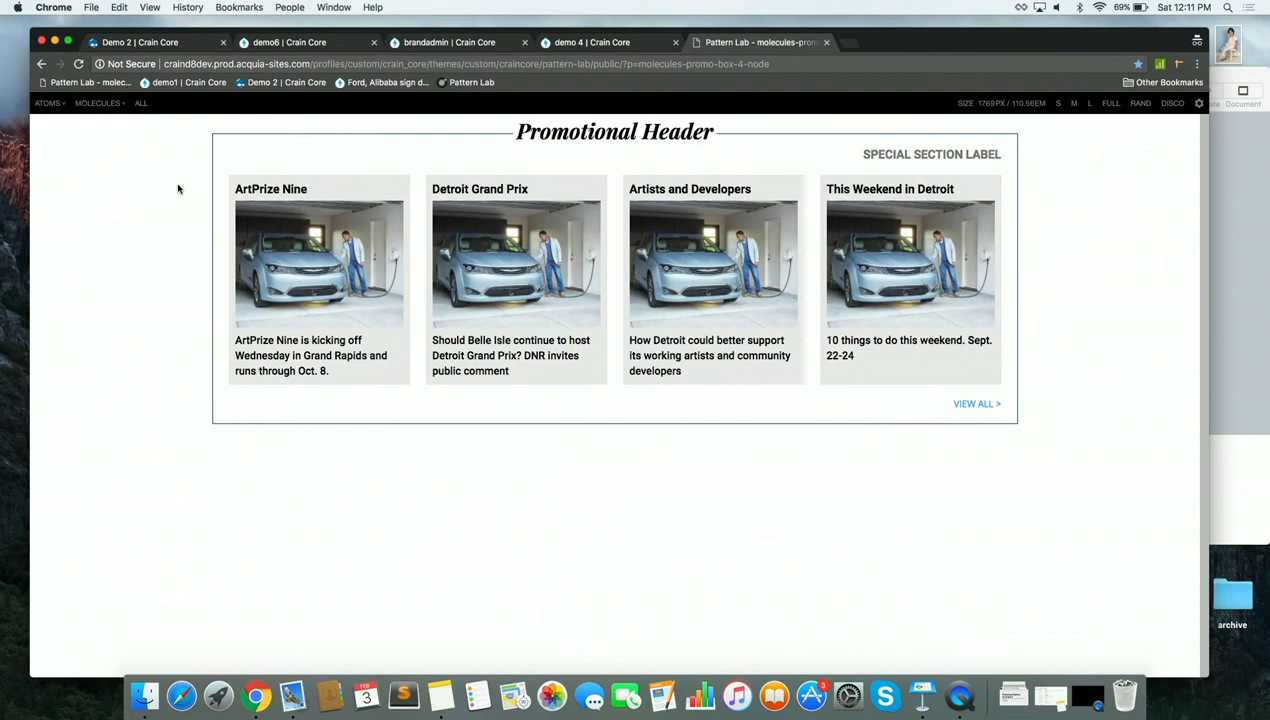 Chrome File Edit View History Bookmarks People Window Help 69% Sat 12:11 PM
Demo 2 | Crain Core demo6 | Crain Core brandadmin | Crain Core demo 4 | Crain Core Pattern Lab - molecules-prom
Not Secure | craind8dev.prod.acquia-sites.com/profiles/custom/crain_core/themes/custom/craincore/pattern-lab/public/?p=molecules-promo-box-4-node
Pattern Lab - molec... demo1 | Crain Core Demo 2 | Crain Core Ford, Alibaba sign d... Pattern Lab Other Bookmarks
Document
ATOMS MOLECULES ALL SIZE 1769PX / 110.56EM S M L FULL RAND DISCO
Promotional Header
SPECIAL SECTION LABEL
ArtPrize Nine
ArtPrize Nine is kicking off
Wednesday in Grand Rapids and
runs through Oct. 8.
Detroit Grand Prix
Should Belle Isle continue to host
Detroit Grand Prix? DNR invites
public comment
Artists and Developers
How Detroit could better support
its working artists and community
developers
This Weekend in Detroit
10 things to do this weekend. Sept.
22-24
VIEW ALL >
archive
FEB
3
3